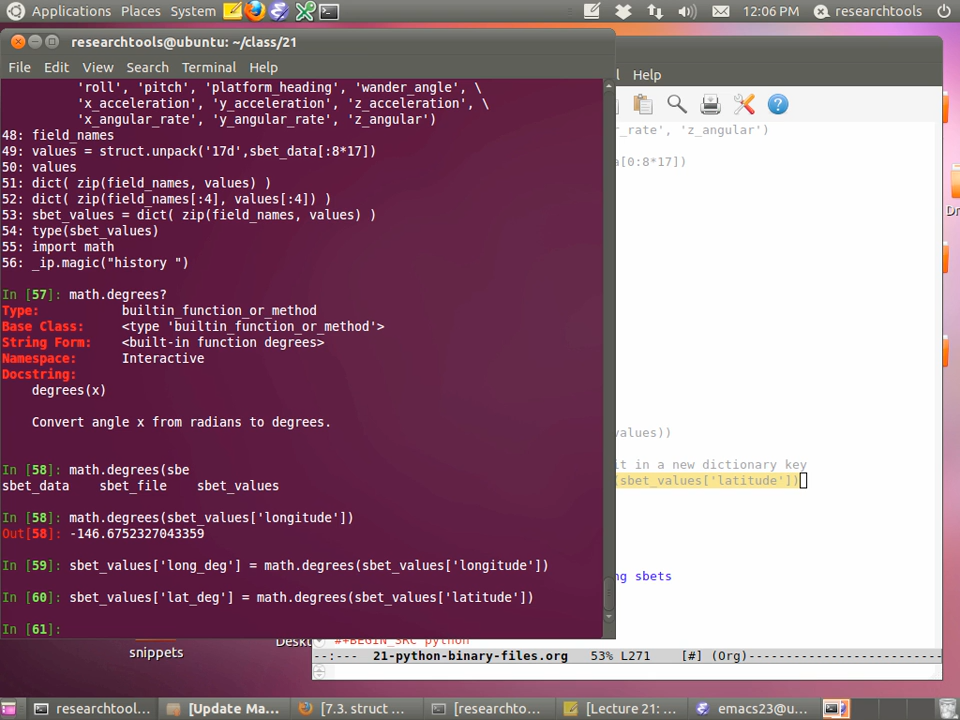 Applications Places System 12:06 PM researchtools
researchtools@ubuntu: ~/class/21
File Edit View Search Terminal Help
'roll', 'pitch', 'platform_heading', 'wander_angle', \
'x_acceleration', 'y_acceleration', 'z_acceleration', \
'x_angular_rate', 'y_angular_rate', 'z_angular')
48: field_names
49: values = struct.unpack('17d',sbet_data[:8*17])
50: values
51: dict( zip(field_names, values) )
52: dict( zip(field_names[:4], values[:4]) )
53: sbet_values = dict( zip(field_names, values) )
54: type(sbet_values)
55: import math
56: _ip.magic("history ")
In [57]: math.degrees?
Type: builtin_function_or_method
Base Class: <type 'builtin_function_or_method'>
String Form: <built-in function degrees>
Namespace: Interactive
Docstring:
degrees(x)
Convert angle x from radians to degrees.
In [58]: math.degrees(sbe
sbet_data sbet_file sbet_values
In [58]: math.degrees(sbet_values['longitude'])
Out[58]: -146.6752327043359
In [59]: sbet_values['long_deg'] = math.degrees(sbet_values['longitude'])
In [60]: sbet_values['lat_deg'] = math.degrees(sbet_values['latitude'])
In [61]:
l Help
r_rate', 'z_angular')
a[0:8*17])
values))
it in a new dictionary key
(sbet_values['latitude'])
ng sbets
#+BEGIN_SRC python
--:--- 21-python-binary-files.org 53% L271 [#] (Org)--------------------------
Dr
Deskt
snippets
researchtool... [Update Ma... [7.3. struct ... [researchto... [Lecture 21: ... emacs23@u...